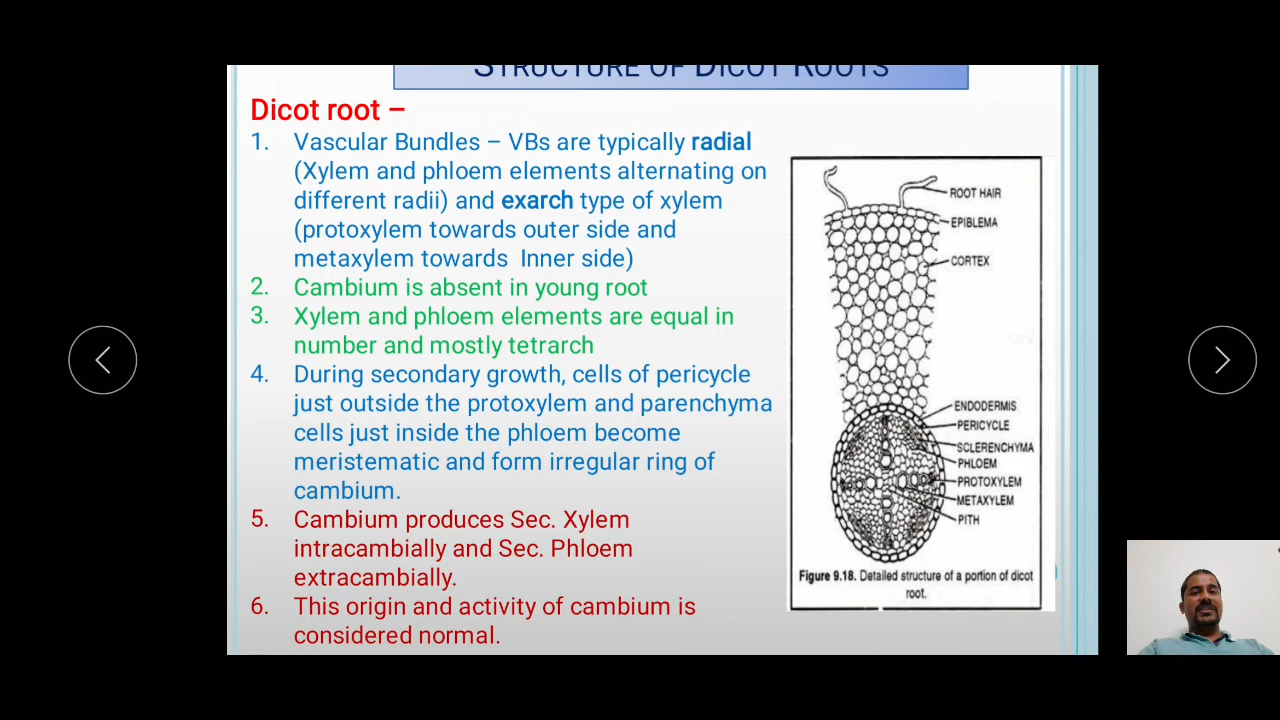 STRUCTURE OF DICOT ROOTS
Dicot root –
1. Vascular Bundles – VBs are typically radial
(Xylem and phloem elements alternating on
different radii) and exarch type of xylem
(protoxylem towards outer side and
metaxylem towards Inner side)
2. Cambium is absent in young root
3. Xylem and phloem elements are equal in
number and mostly tetrarch
4. During secondary growth, cells of pericycle
just outside the protoxylem and parenchyma
cells just inside the phloem become
meristematic and form irregular ring of
cambium.
5. Cambium produces Sec. Xylem
intracambially and Sec. Phloem
extracambially.
6. This origin and activity of cambium is
considered normal.
ROOT HAIR
EPIBLEMA
CORTEX
ENDODERMIS
PERICYCLE
SCLERENCHYMA
PHLOEM
PROTOXYLEM
METAXYLEM
PITH
Figure 9.18. Detailed structure of a portion of dicot
root.